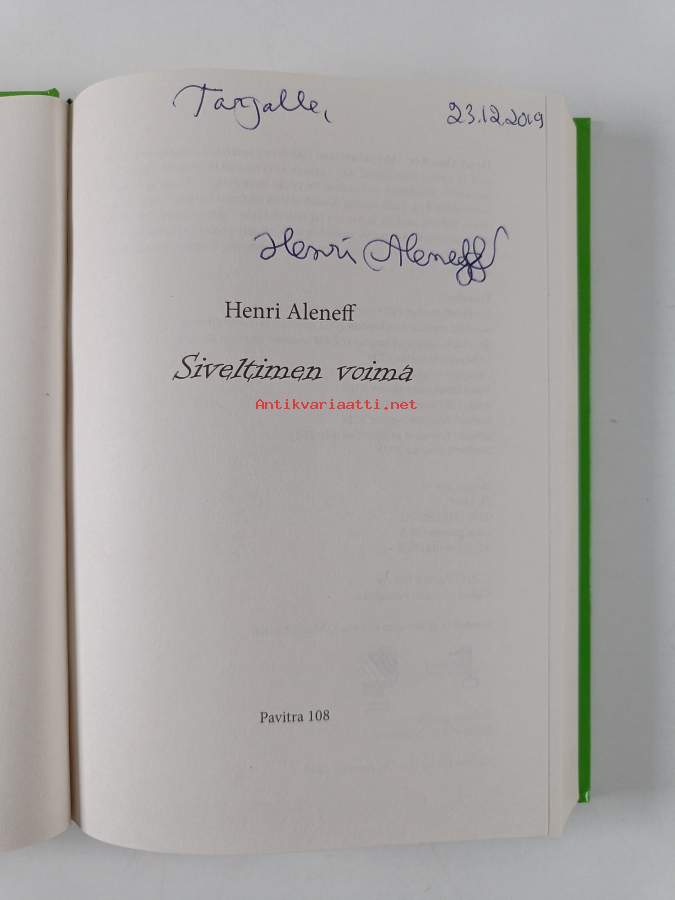 Tarjalle, 23.12.2019
Henri Aleneff
Henri Aleneff
Siveltimen voima
Antikvariaatti.net
Pavitra 108